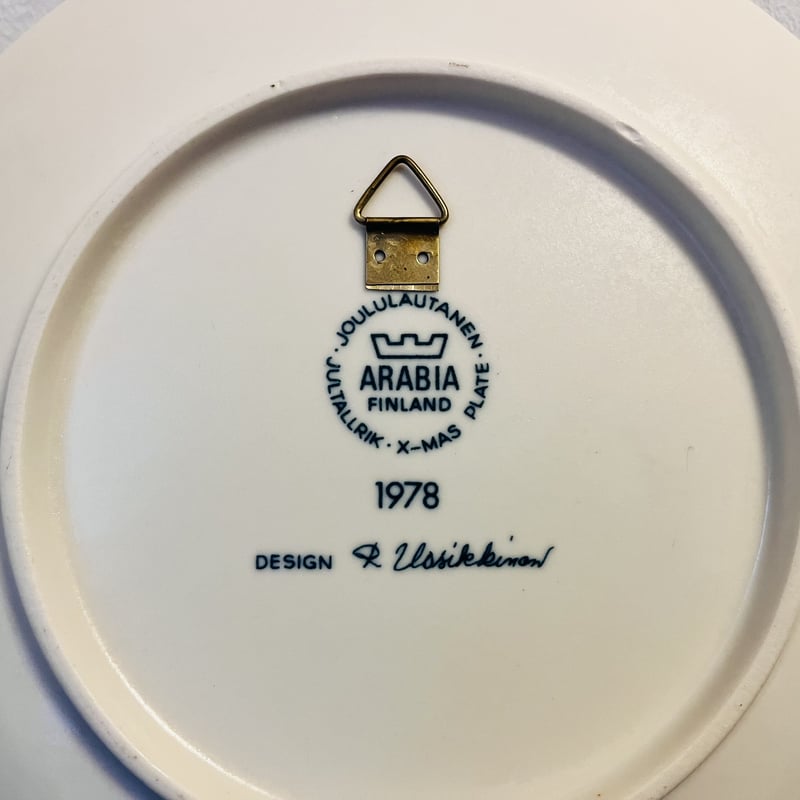 · JOULULAUTANEN ·
ARABIA
FINLAND
JULTALLRIK · X-MAS PLATE
1978
DESIGN R Uosikkinen